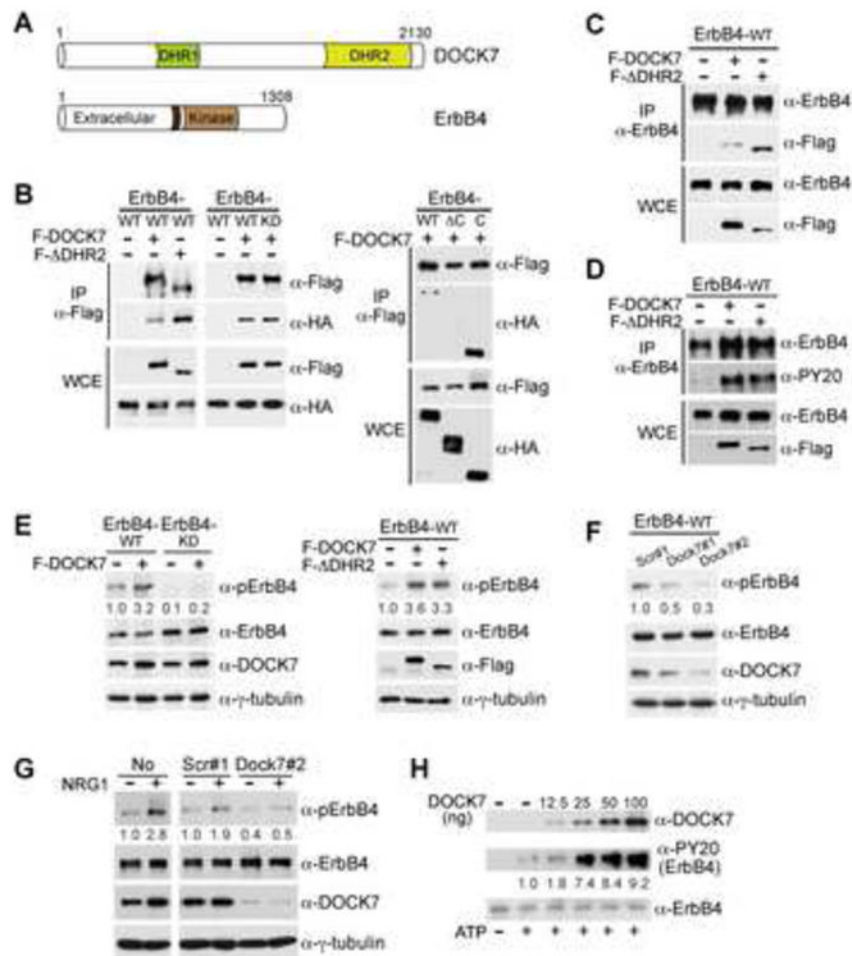 A
1 2130
DHR1 DHR2 DOCK7
1 1308
Extracellular Kinase ErbB4
B
ErbB4- ErbB4-
WT WT WT WT WT KD
F-DOCK7 - + - - + +
F-ΔDHR2 - - + - - -
IP α-Flag
α-Flag
α-HA
WCE
α-Flag
α-HA
ErbB4-
WT ΔC C
F-DOCK7 + + +
IP α-Flag
α-Flag
α-HA
WCE
α-Flag
α-HA
C
ErbB4-WT
F-DOCK7 - + -
F-ΔDHR2 - - +
IP α-ErbB4
α-ErbB4
α-Flag
WCE
α-ErbB4
α-Flag
D
ErbB4-WT
F-DOCK7 - + -
F-ΔDHR2 - - +
IP α-ErbB4
α-ErbB4
α-PY20
WCE
α-ErbB4
α-Flag
E
ErbB4- ErbB4-
WT KD
F-DOCK7 - + - +
α-pErbB4
1.0 3.2 0.1 0.2
α-ErbB4
α-DOCK7
α-γ-tubulin
ErbB4-WT
F-DOCK7 - + -
F-ΔDHR2 - - +
α-pErbB4
1.0 3.6 3.3
α-ErbB4
α-Flag
α-γ-tubulin
F
ErbB4-WT
Scr#1 Dock7#1 Dock7#2
α-pErbB4
1.0 0.5 0.3
α-ErbB4
α-DOCK7
α-γ-tubulin
G
No Scr#1 Dock7#2
NRG1 - + - + - +
α-pErbB4
1.0 2.8 1.0 1.9 0.4 0.5
α-ErbB4
α-DOCK7
α-γ-tubulin
H
DOCK7 - - 12.5 25 50 100
(ng)
α-DOCK7
α-PY20
(ErbB4)
1.0 1.8 7.4 8.4 9.2
α-ErbB4
ATP - + + + + +